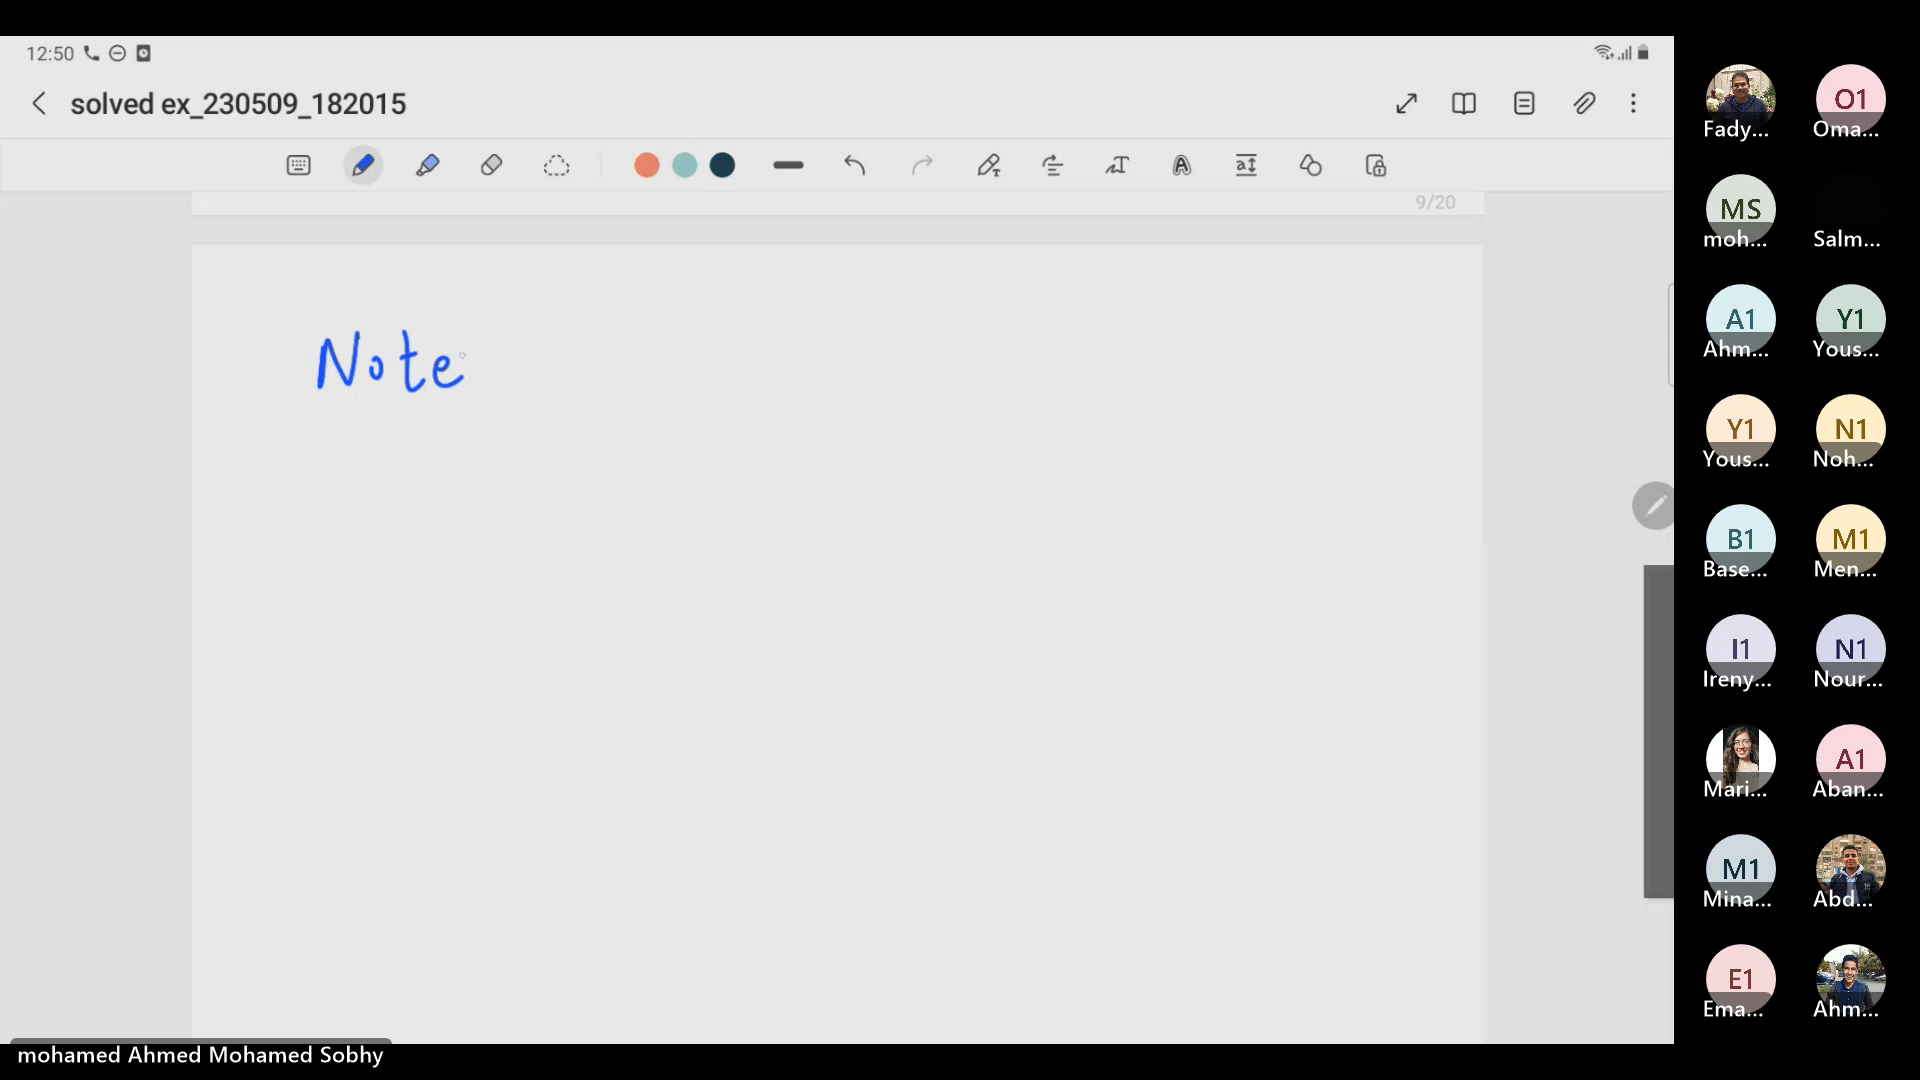 12:50
solved ex_230509_182015
9/20
Note
Fady...
O1
Oma...
MS
moh...
Salm...
A1
Ahm...
Y1
Yous...
Y1
Yous...
N1
Noh...
B1
Base...
M1
Men...
I1
Ireny...
N1
Nour...
Mari...
A1
Aban...
M1
Mina...
Abd...
E1
Ema...
Ahm...
mohamed Ahmed Mohamed Sobhy